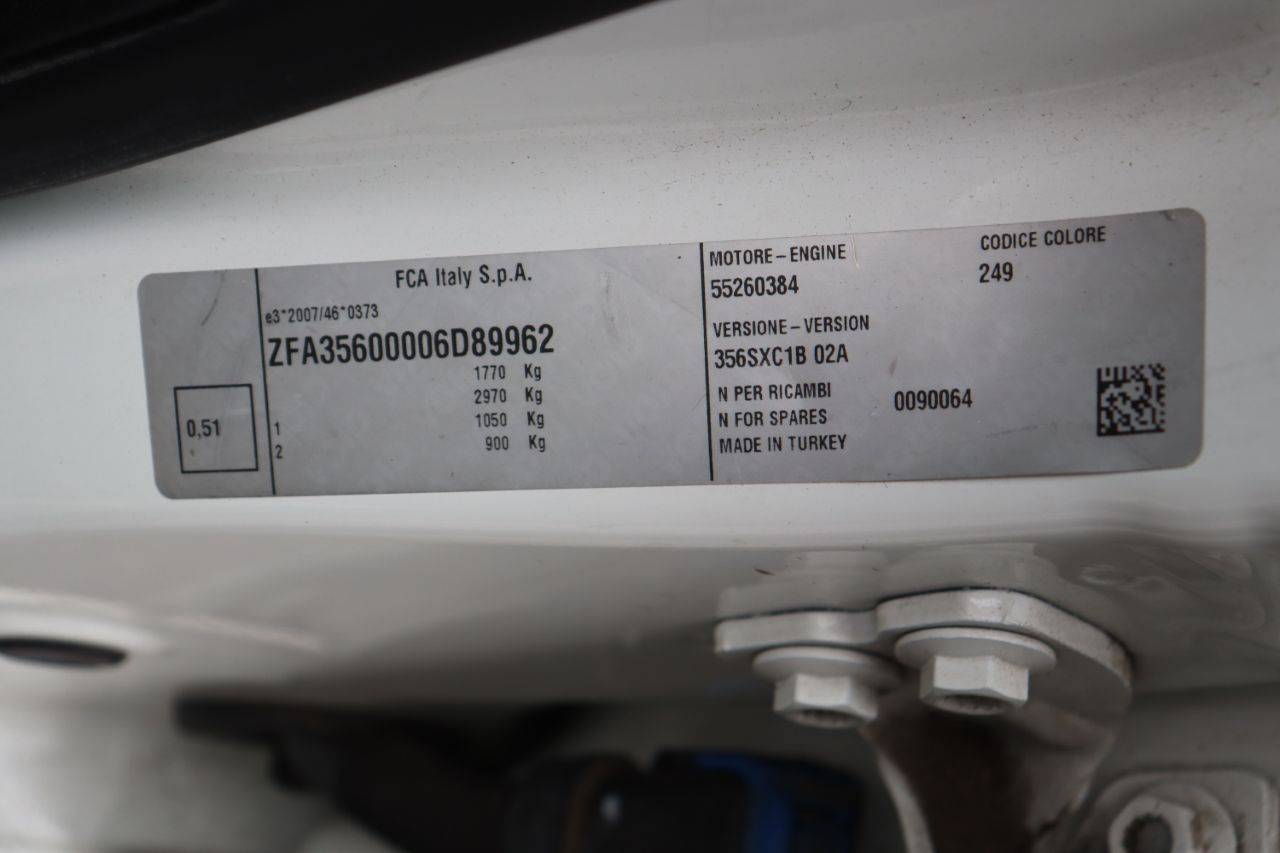 FCA Italy S.p.A.
e3*2007/46*0373
ZFA35600006D89962
1770 Kg
2970 Kg
1 1050 Kg
2 900 Kg
0,51
MOTORE – ENGINE
55260384
CODICE COLORE
249
VERSIONE – VERSION
356SXC1B 02A
N PER RICAMBI
N FOR SPARES
0090064
MADE IN TURKEY